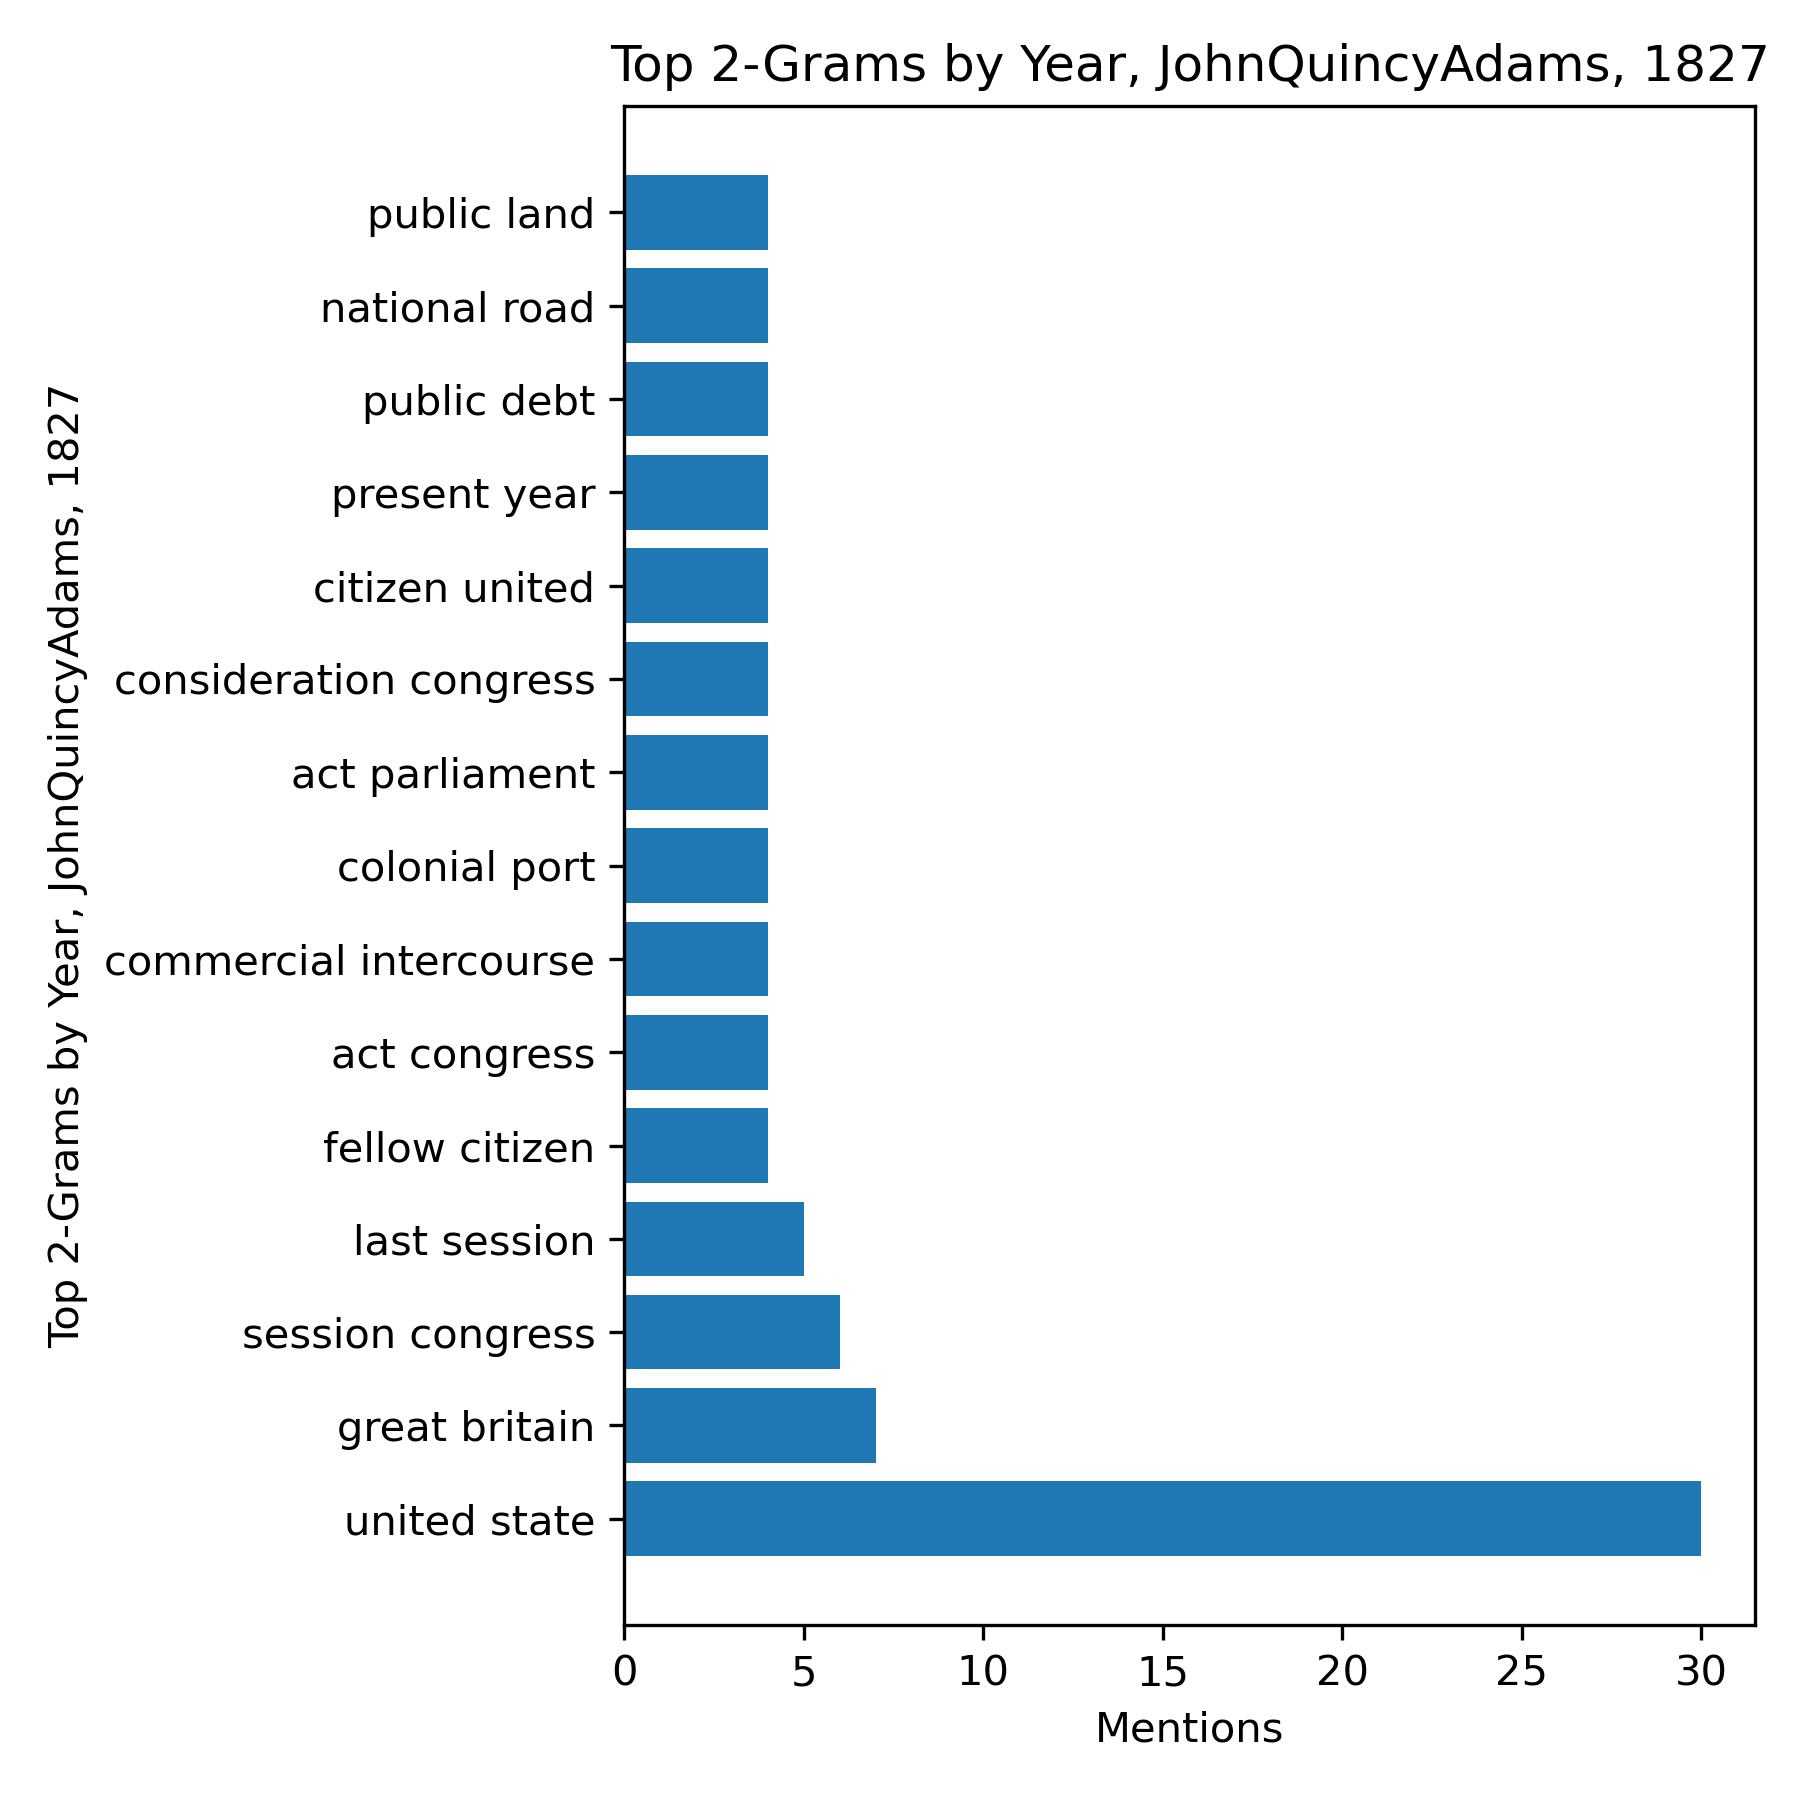 Top 2-Grams by Year, JohnQuincyAdams, 1827
Top 2-Grams by Year, JohnQuincyAdams, 1827
public land
national road
public debt
present year
citizen united
consideration congress
act parliament
colonial port
commercial intercourse
act congress
fellow citizen
last session
session congress
great britain
united state
0 5 10 15 20 25 30
Mentions